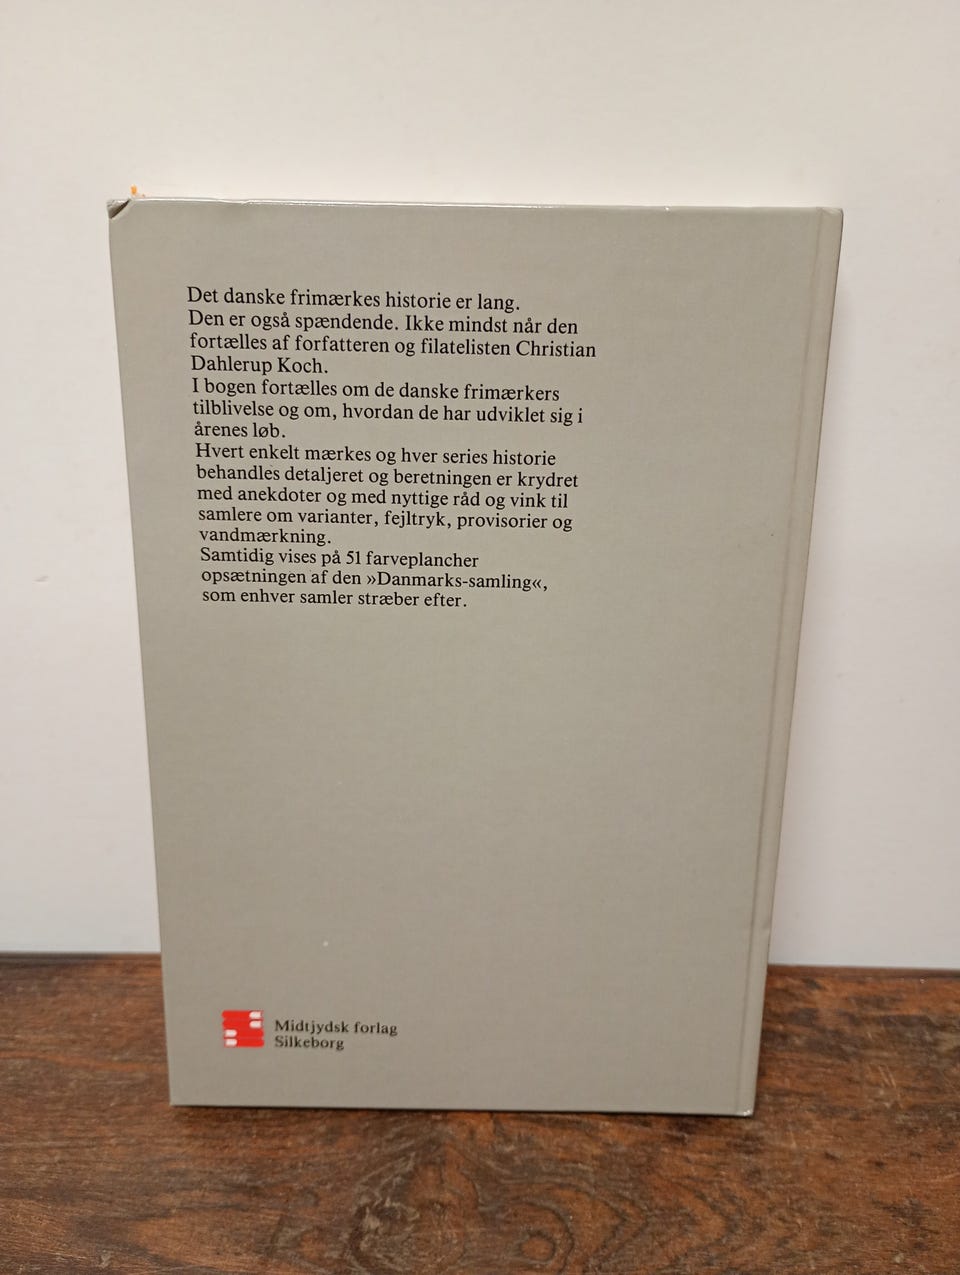 Det danske frimærkes historie er lang.
Den er også spændende. Ikke mindst når den
fortælles af forfatteren og filatelisten Christian
Dahlerup Koch.
I bogen fortælles om de danske frimærkers
tilblivelse og om, hvordan de har udviklet sig i
årenes løb.
Hvert enkelt mærkes og hver series historie
behandles detaljeret og beretningen er krydret
med anekdoter og med nyttige råd og vink til
samlere om varianter, fejltryk, provisorier og
vandmærkning.
Samtidig vises på 51 farveplancher
opsætningen af den »Danmarks-samling«,
som enhver samler stræber efter.
Midtjydsk forlag
Silkeborg